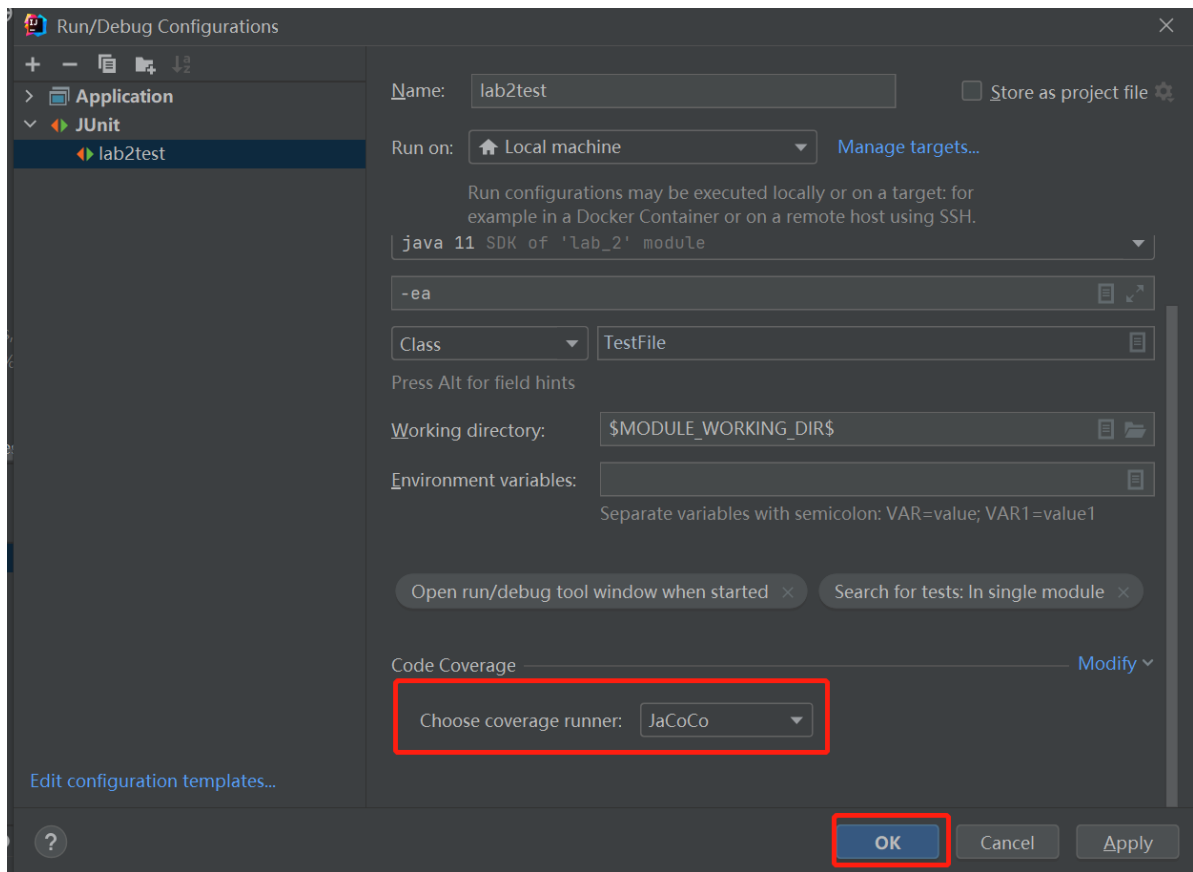 Run/Debug Configurations
Application
JUnit
lab2test
Edit configuration templates...
Name:
lab2test
Store as project file
Run on:
Local machine
Manage targets...
Run configurations may be executed locally or on a target: for
example in a Docker Container or on a remote host using SSH.
java 11 SDK of 'lab_2' module
-ea
Class
TestFile
Press Alt for field hints
Working directory:
$MODULE_WORKING_DIR$
Environment variables:
Separate variables with semicolon: VAR=value; VAR1=value1
Open run/debug tool window when started
Search for tests: In single module
Code Coverage
Modify
Choose coverage runner:
JaCoCo
?
OK
Cancel
Apply